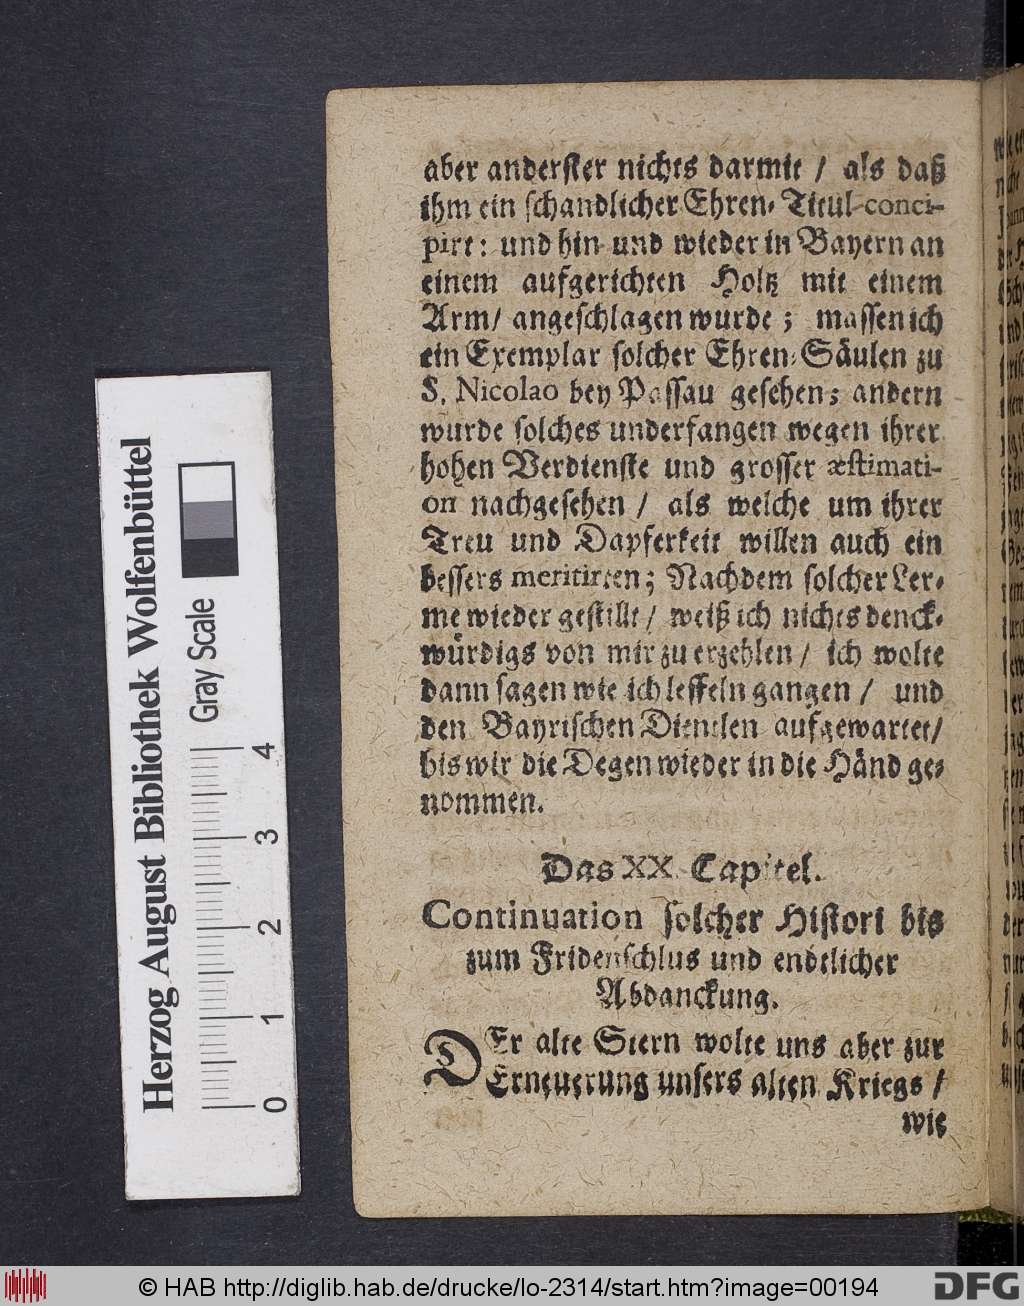 aber anderster nichts darmit / als daß
ihm ein schandlicher Ehren-Titul conci-
pirt: und hin und wieder in Bayern an
einem aufgerichten Holtz mit einem
Arm/ angeschlagen wurde; massen ich
ein Exemplar solcher Ehren-Säulen zu
S. Nicolao bey Passau gesehen; andern
wurde solches underfangen wegen ihrer
hohen Verdienste und grosser æstimati-
on nachgesehen / als welche um ihrer
Treu und Dapferkeit willen auch ein
bessers meritirten; Nachdem solcher Ler-
me wieder gestillt / weiß ich nichts denck-
würdigs von mir zu erzehlen / ich wolte
dann sagen wie ich leffeln gangen / und
den Bayrischen Dientlen aufgewartet/
bis wir die Degen wieder in die Händ ge-
nommen.
Das XX. Capitel.
Continuation solcher Histori bis
zum Fridenschlus und endtlicher
Abdanckung.
DEr alte Stern wolte uns aber zur
Erneuerung unsers alten Kriegs /
wie
Herzog August Bibliothek Wolfenbüttel
Gray Scale
0 1 2 3 4
© HAB http://diglib.hab.de/drucke/lo-2314/start.htm?image=00194
DFG